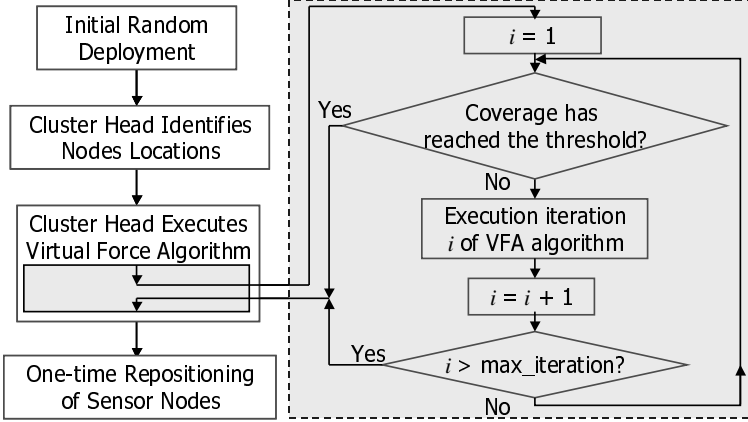 Initial Random
Deployment
Cluster Head Identifies
Nodes Locations
Cluster Head Executes
Virtual Force Algorithm
One-time Repositioning
of Sensor Nodes
i = 1
Coverage has
reached the threshold?
Yes
No
Execution iteration
i of VFA algorithm
i = i + 1
i > max_iteration?
Yes
No